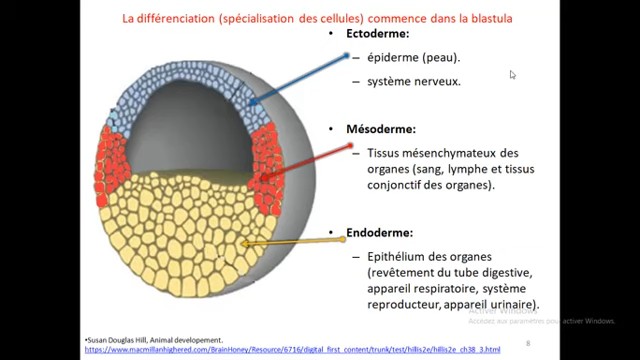 La différenciation (spécialisation des cellules) commence dans la blastula
• Ectoderme:
– épiderme (peau).
– système nerveux.
• Mésoderme:
– Tissus mésenchymateux des
organes (sang, lymphe et tissus
conjonctif des organes).
• Endoderme:
– Epithélium des organes
(revêtement du tube digestive,
appareil respiratoire, système
reproducteur, appareil urinaire).
Activer Windows
Accédez aux paramètres pour activer Windows.
•Susan Douglas Hill, Animal developement.
https://www.macmillanhighered.com/BrainHoney/Resource/6716/digital_first_content/trunk/test/hillis2e/hillis2e_ch38_3.html
8